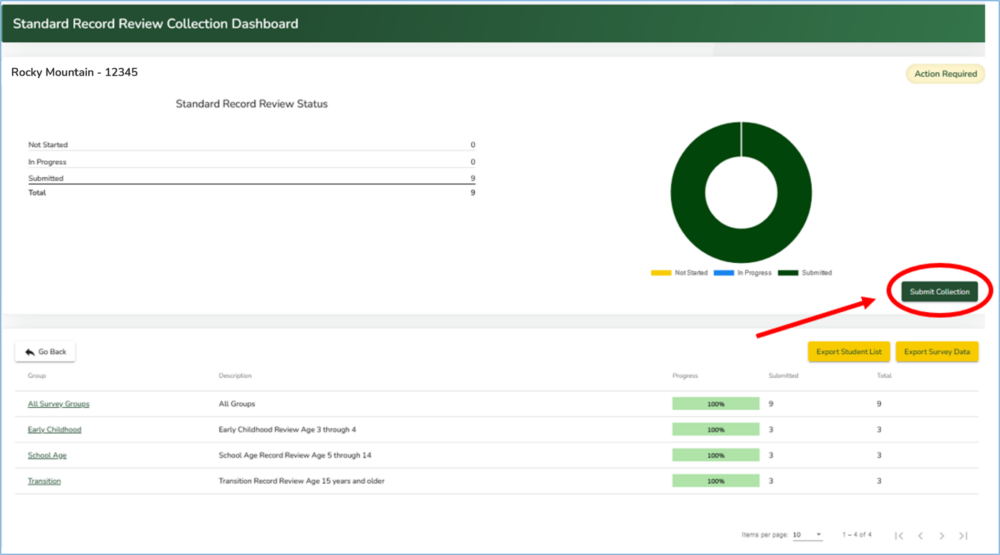 Standard Record Review Collection Dashboard
Rocky Mountain - 12345
Action Required
Standard Record Review Status
Not Started 0
In Progress 0
Submitted 9
Total 9
Not Started In Progress Submitted
Submit Collection
Go Back
Export Student List Export Survey Data
Group Description Progress Submitted Total
All Survey Groups All Groups 100% 9 9
Early Childhood Early Childhood Review Age 3 through 4 100% 3 3
School Age School Age Record Review Age 5 through 14 100% 3 3
Transition Transition Record Review Age 15 years and older 100% 3 3
Items per page: 10 1 – 4 of 4